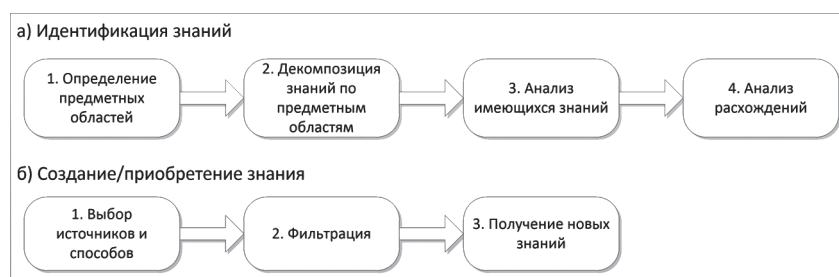 а) Идентификация знаний
1. Определение
предметных
областей
2. Декомпозиция
знаний по
предметным
областям
3. Анализ
имеющихся знаний
4. Анализ
расхождений
б) Создание/приобретение знания
1. Выбор
источников и
способов
2. Фильтрация
3. Получение новых
знаний